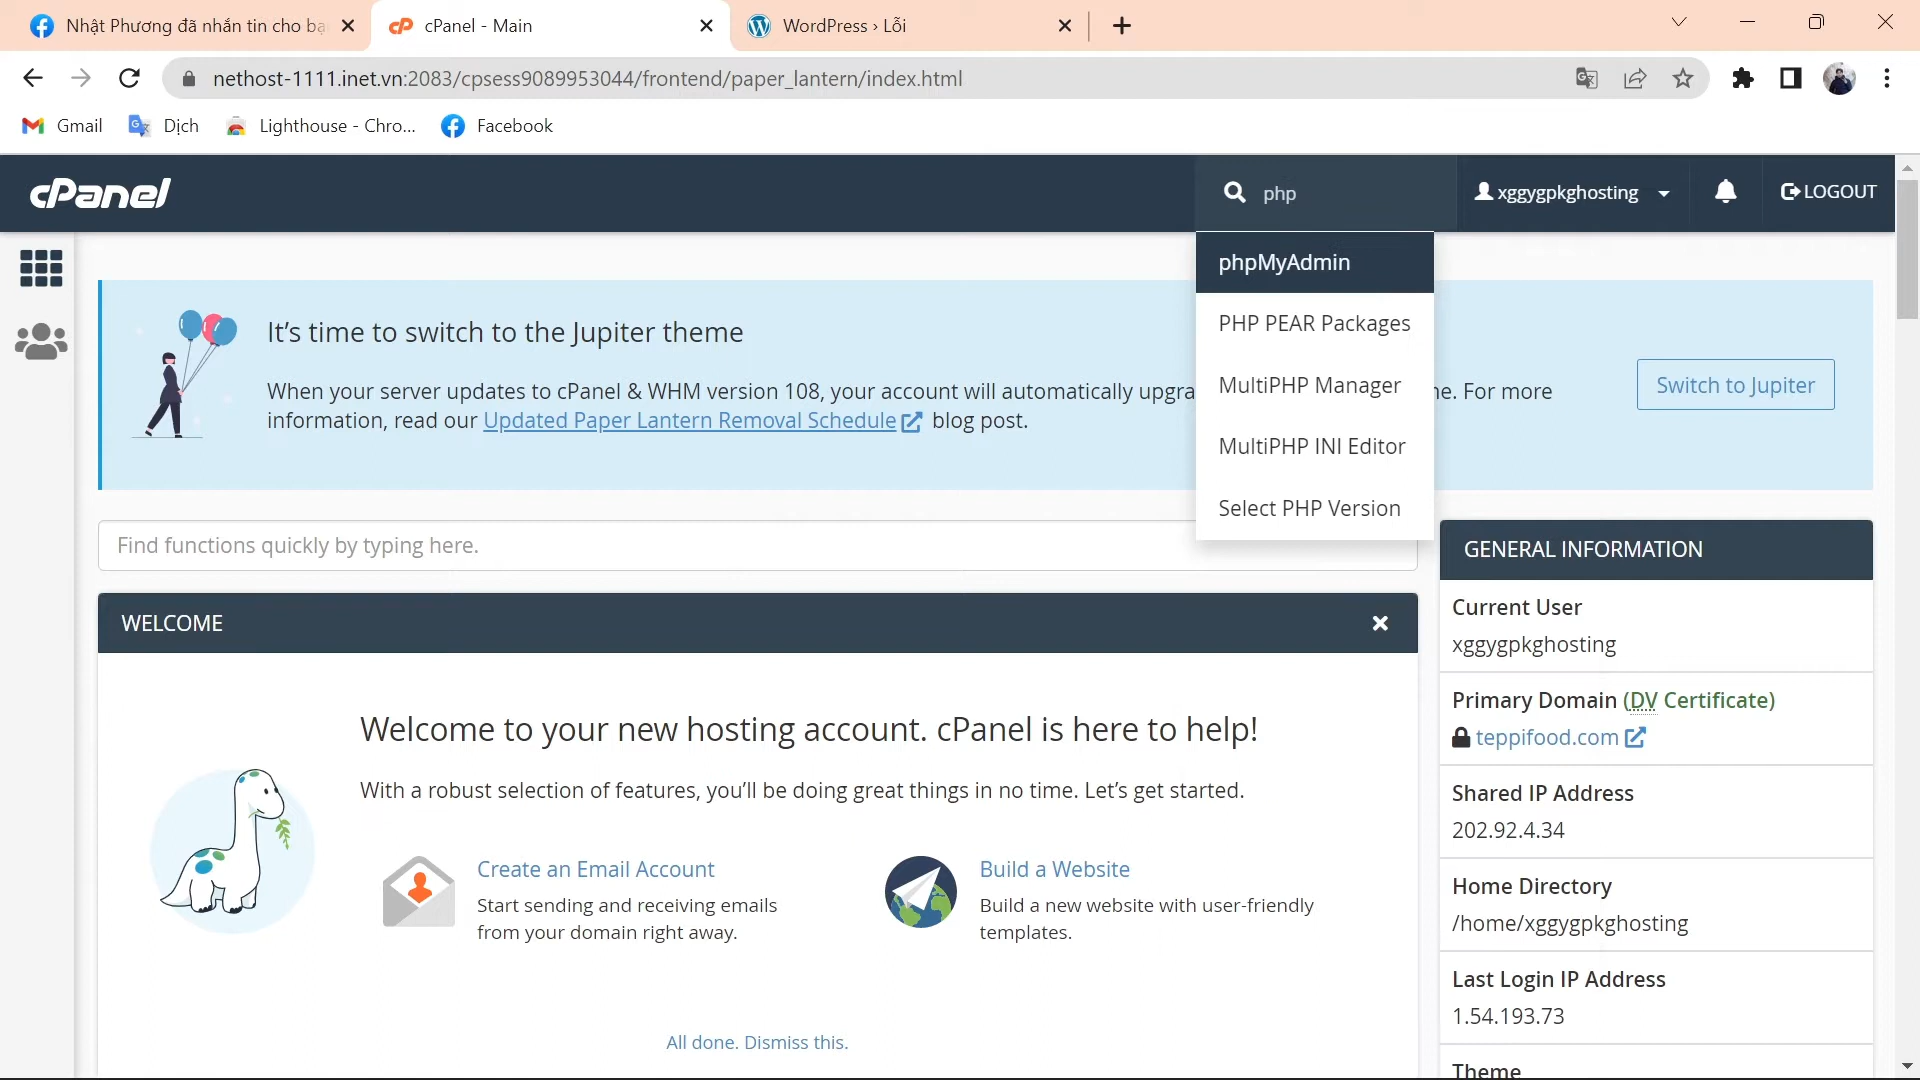 Nhật Phương đã nhắn tin cho bạ
cPanel - Main
WordPress › Lỗi
nethost-1111.inet.vn:2083/cpsess9089953044/frontend/paper_lantern/index.html
Gmail
Dịch
Lighthouse - Chro...
Facebook
cPanel
php
xggygpkghosting
LOGOUT
phpMyAdmin
PHP PEAR Packages
MultiPHP Manager
MultiPHP INI Editor
Select PHP Version
It's time to switch to the Jupiter theme
When your server updates to cPanel & WHM version 108, your account will automatically upgra
ne. For more
information, read our Updated Paper Lantern Removal Schedule blog post.
Switch to Jupiter
Find functions quickly by typing here.
WELCOME
Welcome to your new hosting account. cPanel is here to help!
With a robust selection of features, you'll be doing great things in no time. Let's get started.
Create an Email Account
Start sending and receiving emails
from your domain right away.
Build a Website
Build a new website with user-friendly
templates.
All done. Dismiss this.
GENERAL INFORMATION
Current User
xggygpkghosting
Primary Domain (DV Certificate)
teppifood.com
Shared IP Address
202.92.4.34
Home Directory
/home/xggygpkghosting
Last Login IP Address
1.54.193.73
Theme